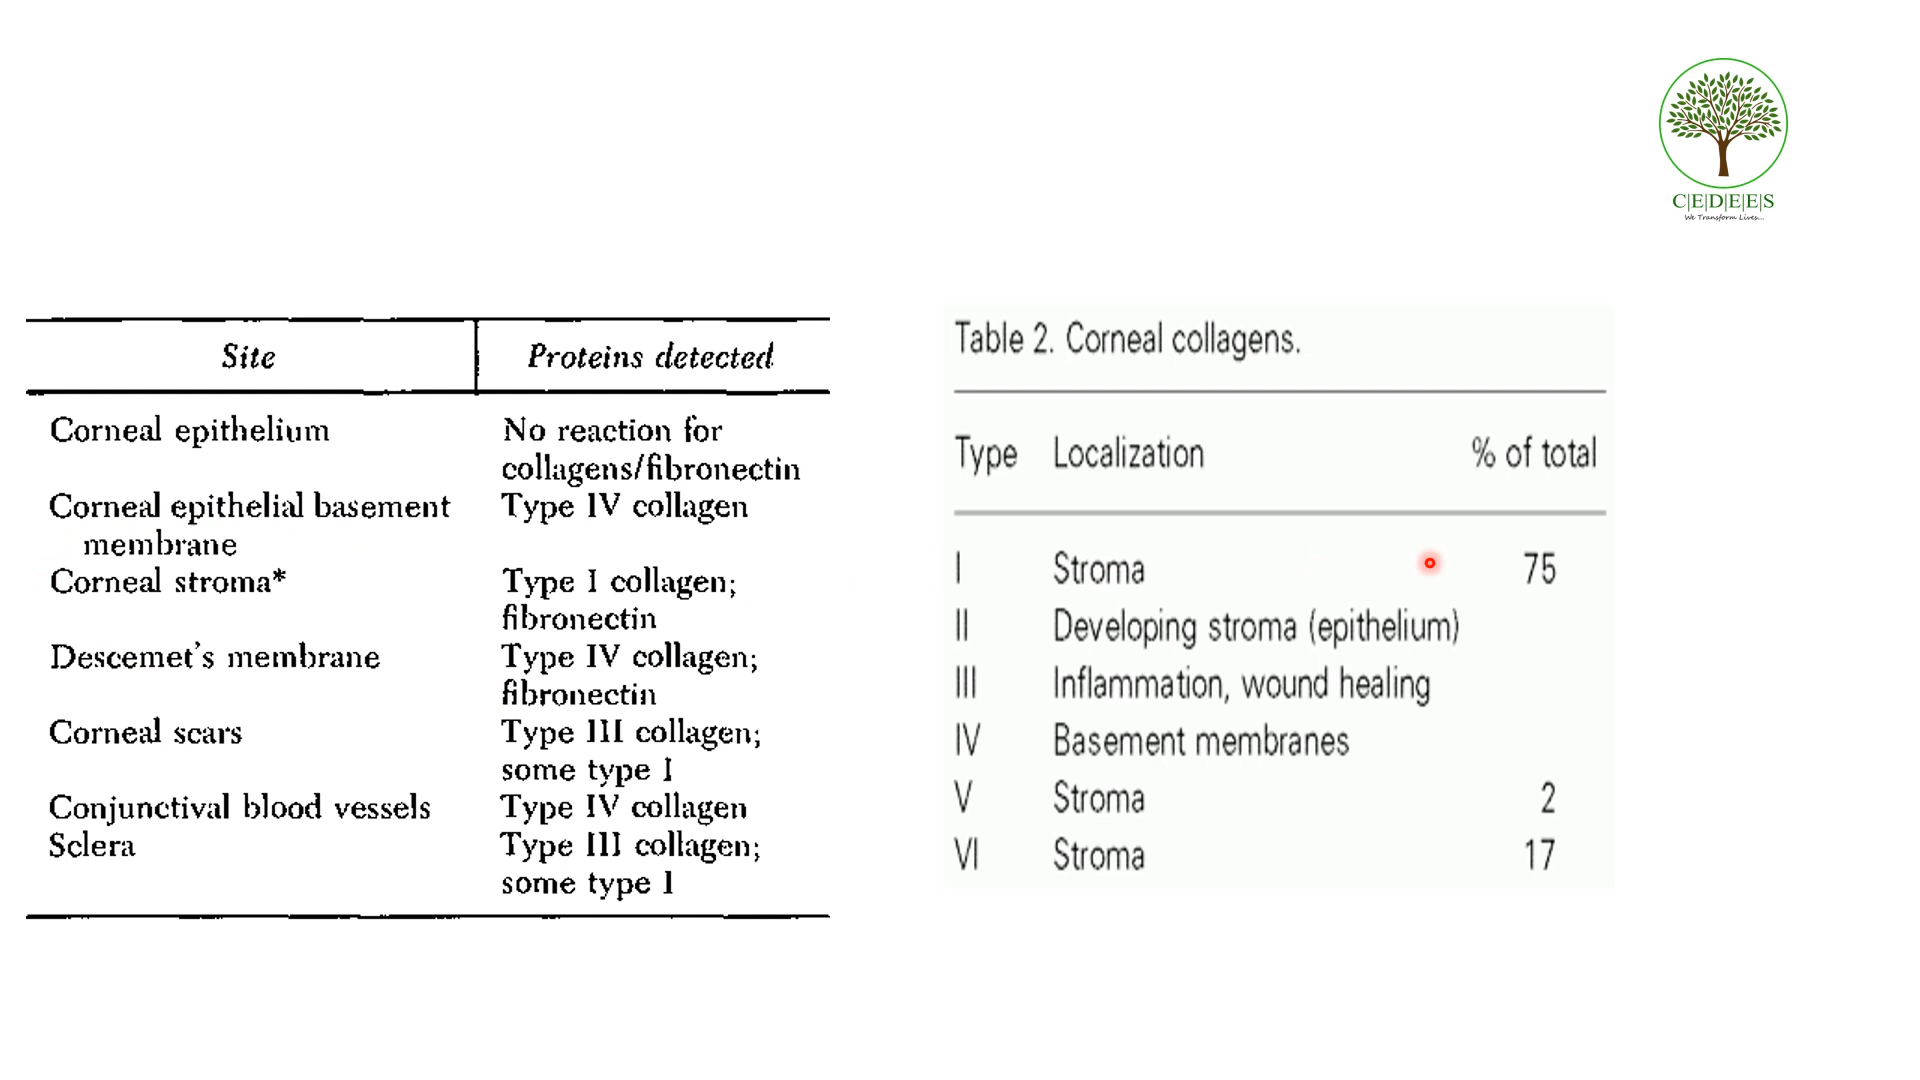 C|E|D|E|E|S
We Transform Lives...
Site Proteins detected
Corneal epithelium No reaction for
collagens/fibronectin
Corneal epithelial basement Type IV collagen
membrane
Corneal stroma* Type I collagen;
fibronectin
Descemet's membrane Type IV collagen;
fibronectin
Corneal scars Type III collagen;
some type I
Conjunctival blood vessels Type IV collagen
Sclera Type III collagen;
some type I
Table 2. Corneal collagens.
Type Localization % of total
I Stroma 75
II Developing stroma (epithelium)
III Inflammation, wound healing
IV Basement membranes
V Stroma 2
VI Stroma 17